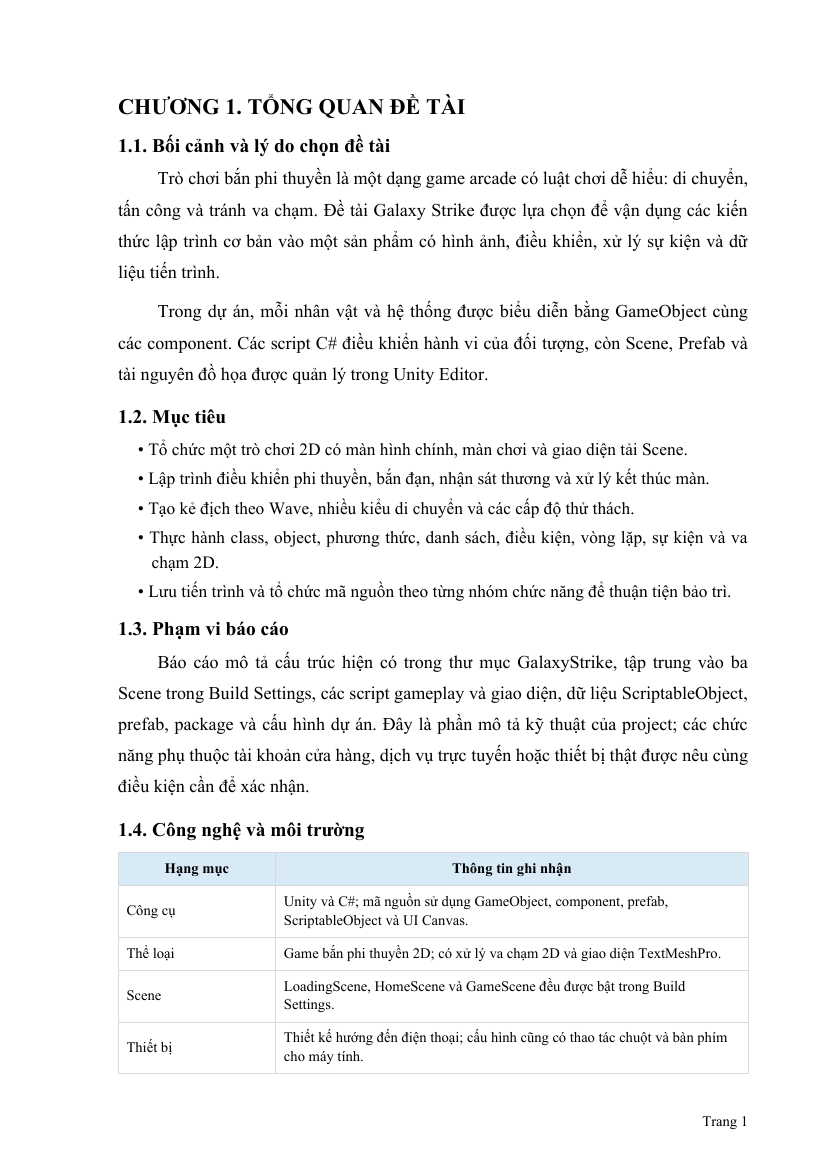 CHƯƠNG 1. TỔNG QUAN ĐỀ TÀI
1.1. Bối cảnh và lý do chọn đề tài
Trò chơi bắn phi thuyền là một dạng game arcade có luật chơi dễ hiểu: di chuyển,
tấn công và tránh va chạm. Đề tài Galaxy Strike được lựa chọn để vận dụng các kiến
thức lập trình cơ bản vào một sản phẩm có hình ảnh, điều khiển, xử lý sự kiện và dữ
liệu tiến trình.
Trong dự án, mỗi nhân vật và hệ thống được biểu diễn bằng GameObject cùng
các component. Các script C# điều khiển hành vi của đối tượng, còn Scene, Prefab và
tài nguyên đồ họa được quản lý trong Unity Editor.
1.2. Mục tiêu
• Tổ chức một trò chơi 2D có màn hình chính, màn chơi và giao diện tải Scene.
• Lập trình điều khiển phi thuyền, bắn đạn, nhận sát thương và xử lý kết thúc màn.
• Tạo kẻ địch theo Wave, nhiều kiểu di chuyển và các cấp độ thử thách.
• Thực hành class, object, phương thức, danh sách, điều kiện, vòng lặp, sự kiện và va
chạm 2D.
• Lưu tiến trình và tổ chức mã nguồn theo từng nhóm chức năng để thuận tiện bảo trì.
1.3. Phạm vi báo cáo
Báo cáo mô tả cấu trúc hiện có trong thư mục GalaxyStrike, tập trung vào ba
Scene trong Build Settings, các script gameplay và giao diện, dữ liệu ScriptableObject,
prefab, package và cấu hình dự án. Đây là phần mô tả kỹ thuật của project; các chức
năng phụ thuộc tài khoản cửa hàng, dịch vụ trực tuyến hoặc thiết bị thật được nêu cùng
điều kiện cần để xác nhận.
1.4. Công nghệ và môi trường
Hạng mục
Thông tin ghi nhận
Công cụ
Unity và C#; mã nguồn sử dụng GameObject, component, prefab,
ScriptableObject và UI Canvas.
Thể loại
Game bắn phi thuyền 2D; có xử lý va chạm 2D và giao diện TextMeshPro.
Scene
LoadingScene, HomeScene và GameScene đều được bật trong Build
Settings.
Thiết bị
Thiết kế hướng đến điện thoại; cấu hình cũng có thao tác chuột và bàn phím
cho máy tính.
Trang 1